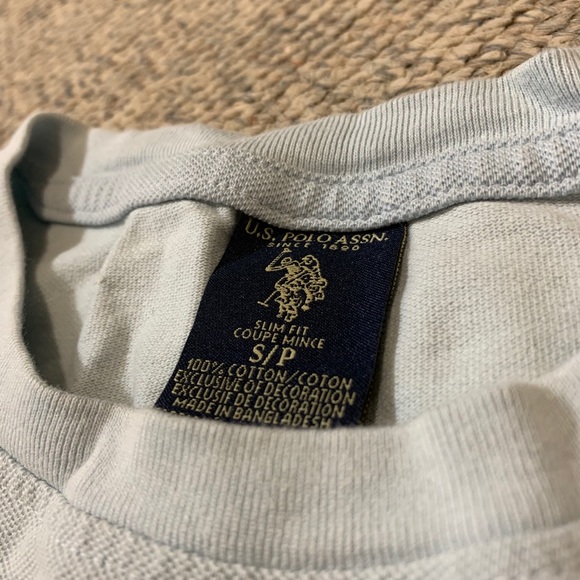 U.S. POLO ASSN.
SINCE 1890
SLIM FIT
COUPE MINCE
S/P
100% COTTON/COTON
EXCLUSIVE OF DECORATION
EXCLUSIF DE DECORATION
MADE IN BANGLADESH